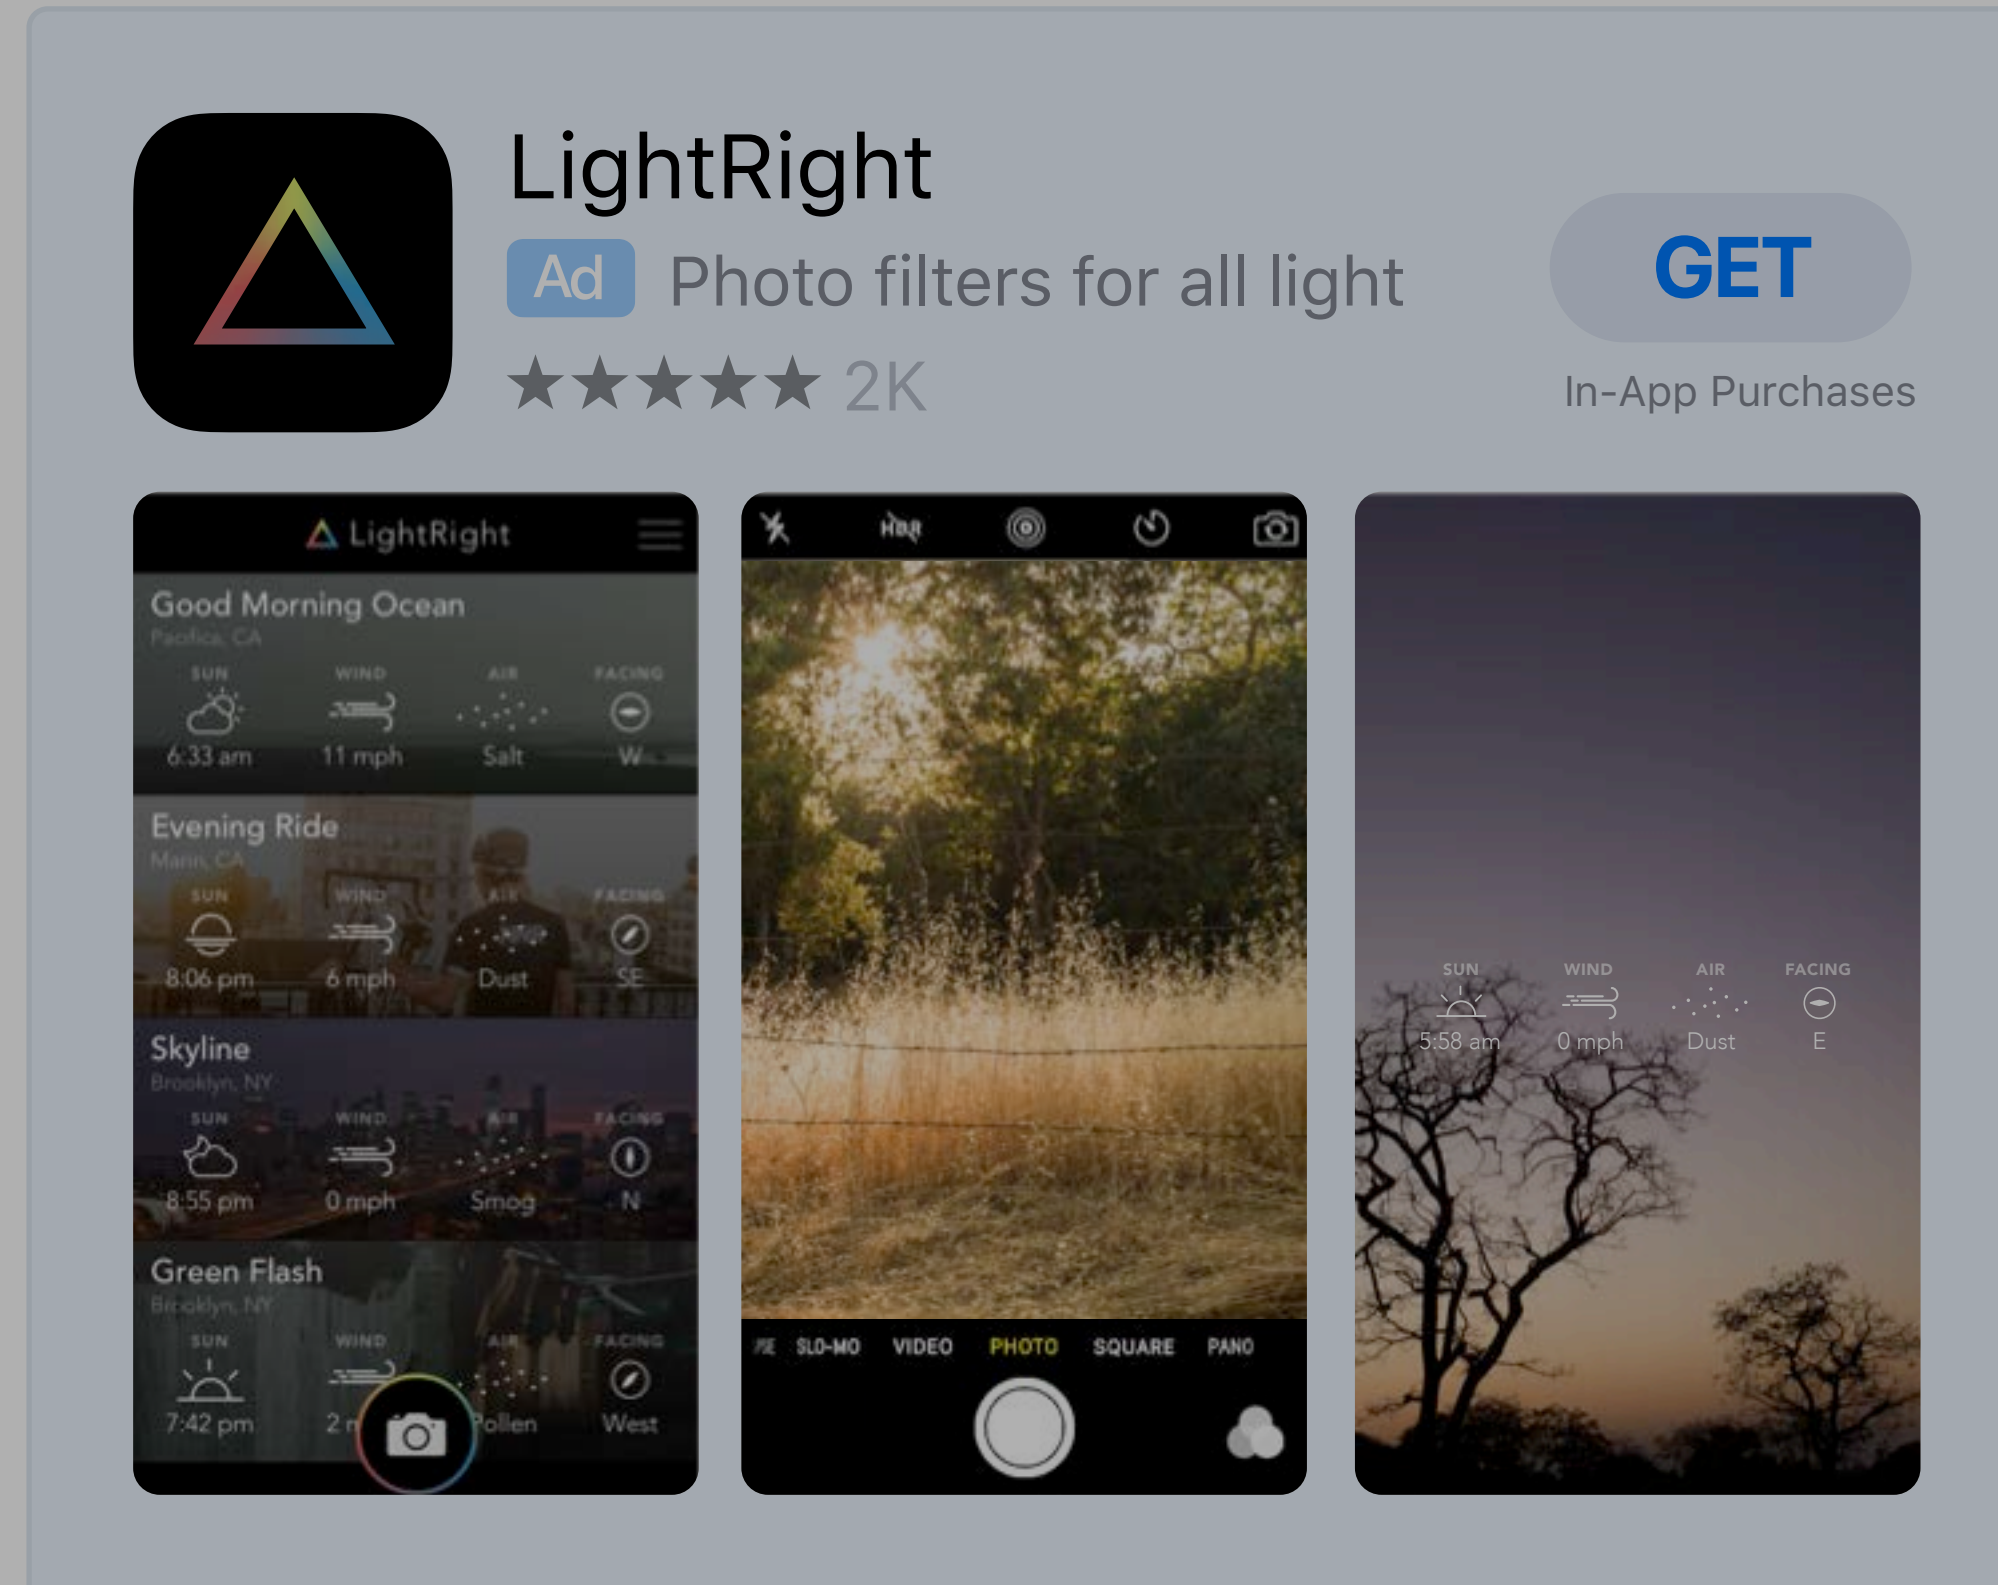 LightRight
Ad Photo filters for all light
2K
GET
In-App Purchases
LightRight
Good Morning Ocean
Pacifica, CA
SUN WIND AIR FACING
6:33 am 11 mph Salt W
Evening Ride
Marin, CA
SUN WIND AIR FACING
8:06 pm 6 mph Dust SE
Skyline
Brooklyn, NY
SUN WIND AIR FACING
8:55 pm 0 mph Smog N
Green Flash
Brooklyn, NY
SUN WIND AIR FACING
7:42 pm 2 Pollen West
HDR
SLO-MO VIDEO PHOTO SQUARE PANO
SUN WIND AIR FACING
5:58 am 0 mph Dust E